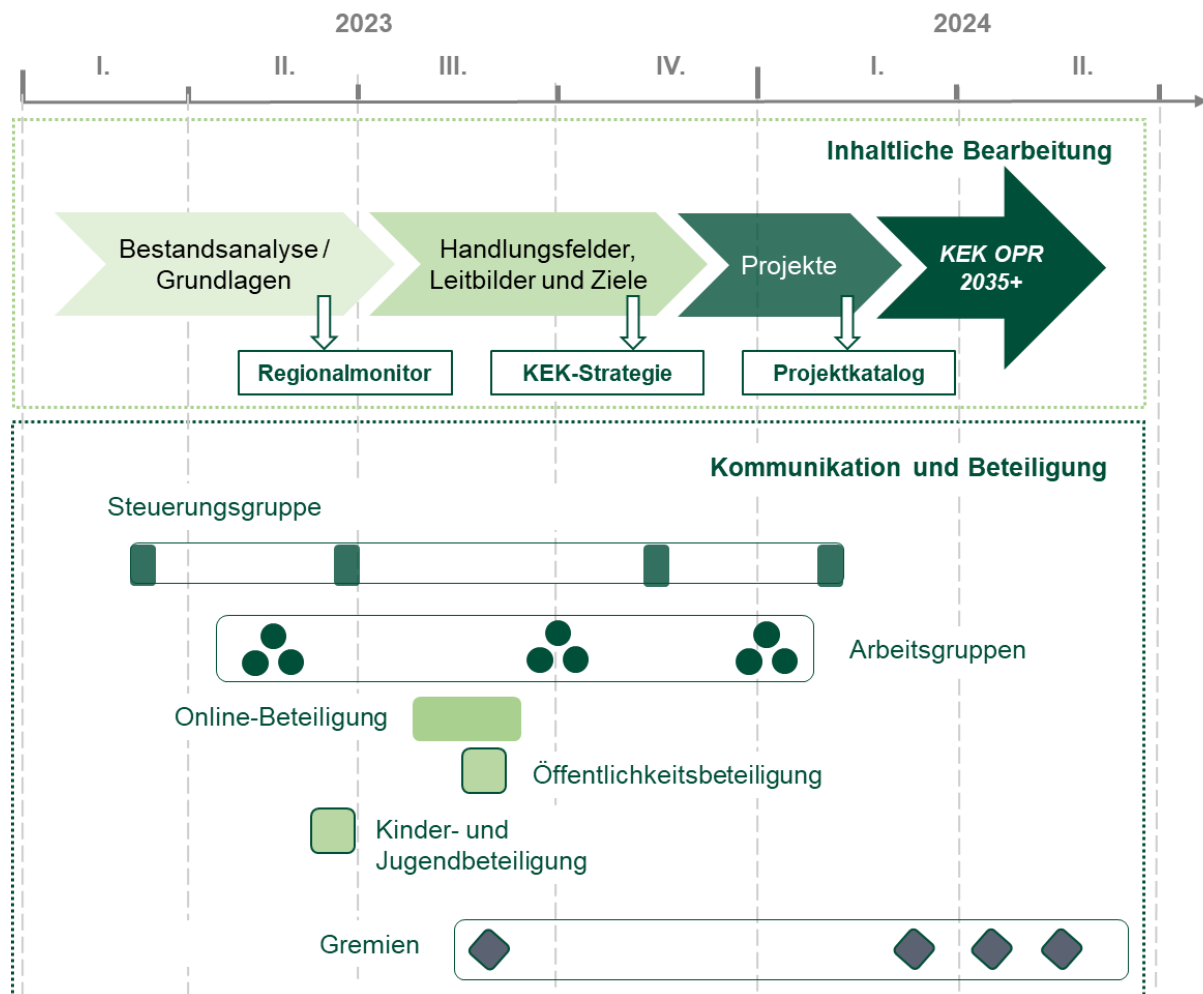 2023
2024
I.
II.
III.
IV.
I.
II.
Inhaltliche Bearbeitung
Bestandsanalyse /
Grundlagen
Handlungsfelder,
Leitbilder und Ziele
Projekte
KEK OPR
2035+
Regionalmonitor
KEK-Strategie
Projektkatalog
Kommunikation und Beteiligung
Steuerungsgruppe
Arbeitsgruppen
Online-Beteiligung
Öffentlichkeitsbeteiligung
Kinder- und
Jugendbeteiligung
Gremien